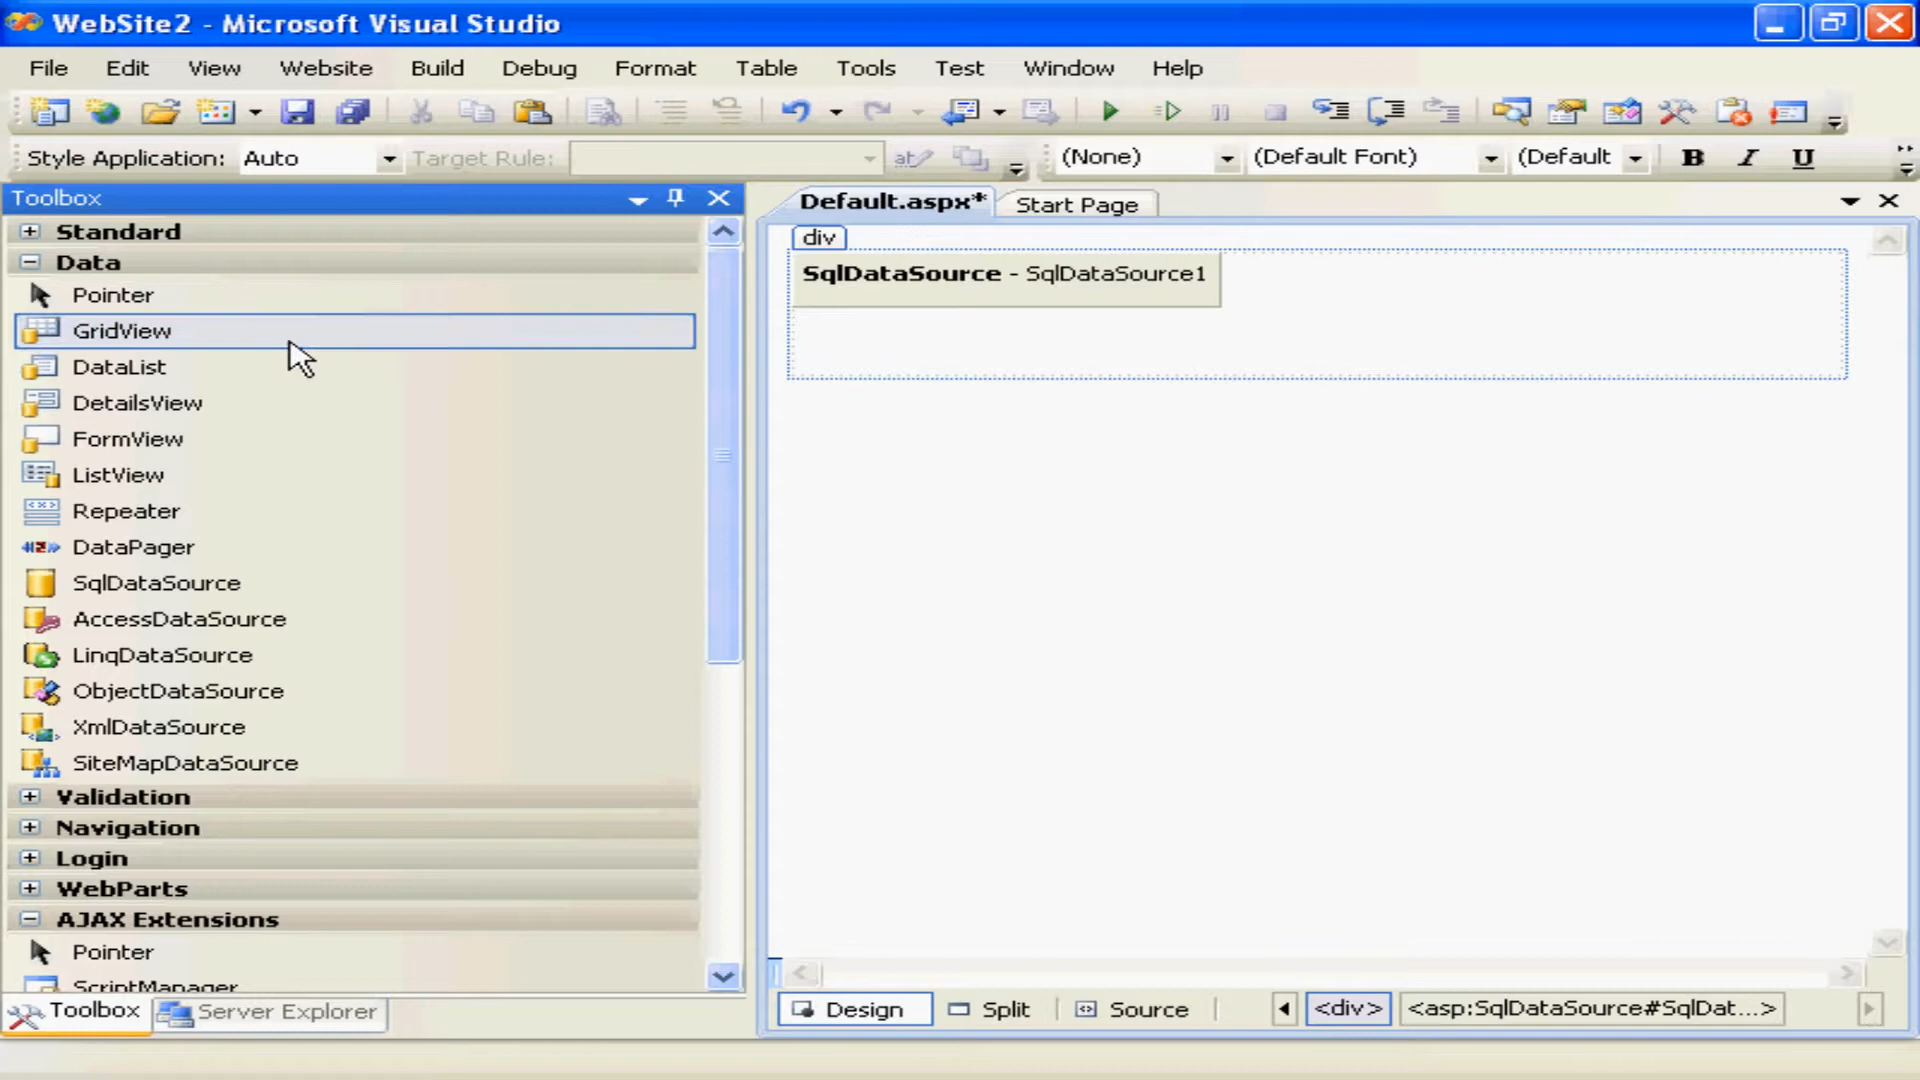 WebSite2 - Microsoft Visual Studio
File Edit View Website Build Debug Format Table Tools Test Window Help
Style Application: Auto Target Rule: (None) (Default Font) (Default B I U
Toolbox
Default.aspx* Start Page
Standard
div
Data
SqlDataSource - SqlDataSource1
Pointer
GridView
DataList
DetailsView
FormView
ListView
Repeater
DataPager
SqlDataSource
AccessDataSource
LinqDataSource
ObjectDataSource
XmlDataSource
SiteMapDataSource
Validation
Navigation
Login
WebParts
AJAX Extensions
Pointer
ScriptManager
Toolbox Server Explorer
Design Split Source <div> <asp:SqlDataSource#SqlDat...>